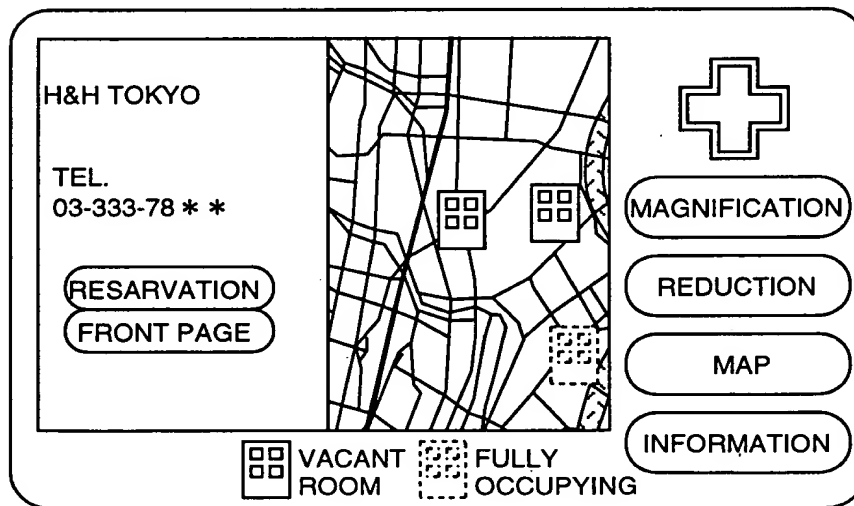 H&H TOKYO
TEL.
03-333-78**
RESARVATION
FRONT PAGE
MAGNIFICATION
REDUCTION
MAP
INFORMATION
VACANT
ROOM
FULLY
OCCUPYING